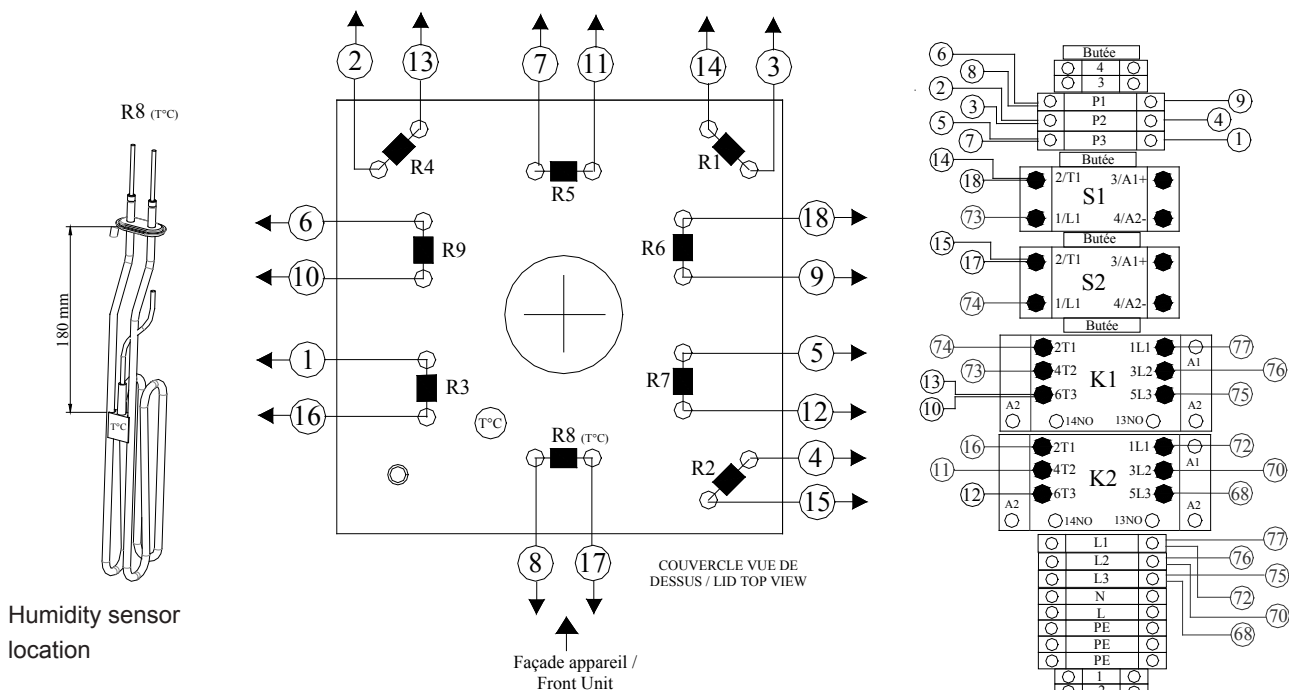 R8 (T°C)
180 mm
T°C
Humidity sensor
location
2
13
7
11
14
3
R4
R5
R1
6
R9
10
18
R6
9
1
R3
16
5
R7
12
T°C
R8 (T°C)
R2
4
15
8
17
COUVERCLE VUE DE
DESSUS / LID TOP VIEW
Façade appareil /
Front Unit
Butée
4
3
6
8
2
3
5
7
P1
P2
P3
9
4
1
Butée
14
18
73
2/T1 3/A1+
S1
1/L1 4/A2-
Butée
15
17
74
2/T1 3/A1+
S2
1/L1 4/A2-
Butée
74
73
13
10
2T1 1L1
4T2 K1 3L2
6T3 5L3
A1
A2 14NO 13NO A2
77
76
75
16
11
12
2T1 1L1
4T2 K2 3L2
6T3 5L3
A1
A2 14NO 13NO A2
72
70
68
L1
L2
L3
N
L
PE
PE
PE
1
2
77
76
75
72
70
68